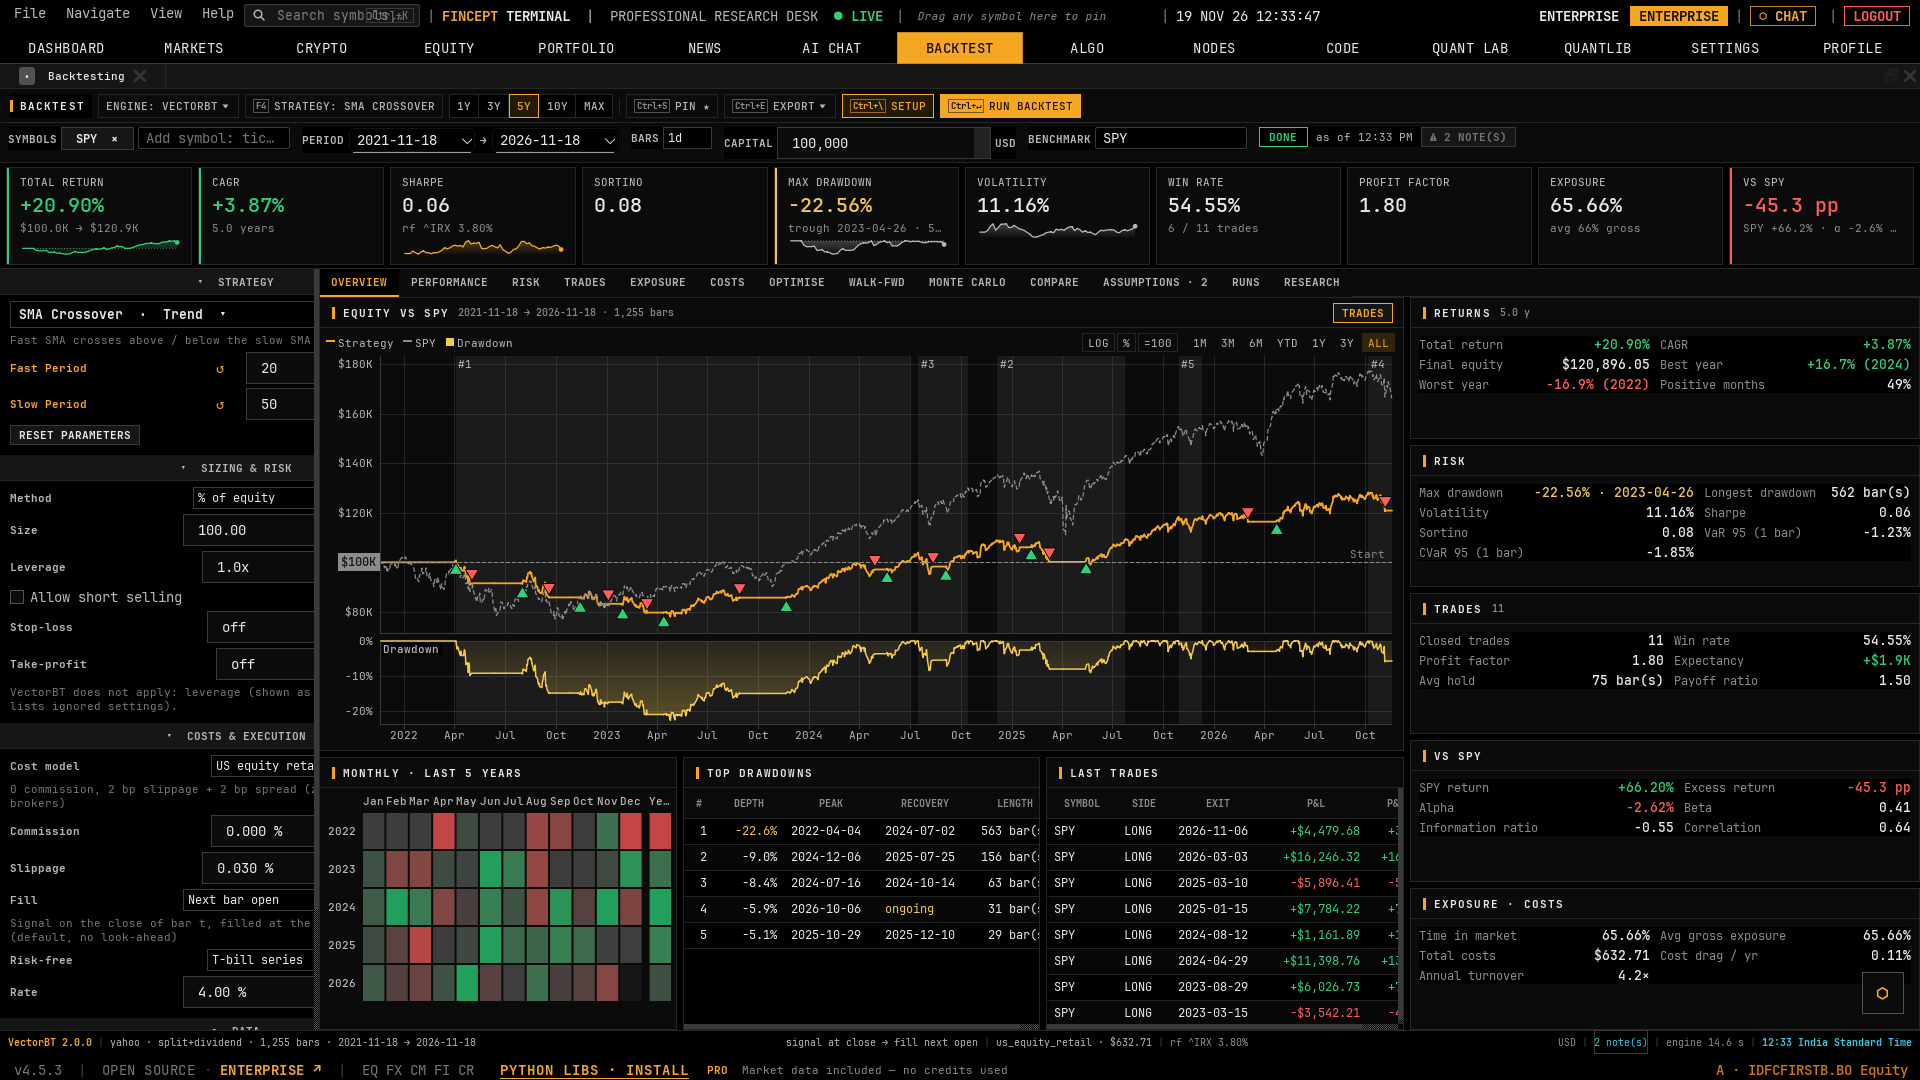 File Navigate View Help Search symb Ctrl+K | FINCEPT TERMINAL | PROFESSIONAL RESEARCH DESK ● LIVE | Drag any symbol here to pin | 19 NOV 26 12:33:47 ENTERPRISE ENTERPRISE | CHAT | LOGOUT
DASHBOARD MARKETS CRYPTO EQUITY PORTFOLIO NEWS AI CHAT BACKTEST ALGO NODES CODE QUANT LAB QUANTLIB SETTINGS PROFILE
Backtesting
BACKTEST ENGINE: VECTORBT ▾ F4 STRATEGY: SMA CROSSOVER 1Y 3Y 5Y 10Y MAX Ctrl+S PIN ★ Ctrl+E EXPORT ▾ Ctrl+\ SETUP Ctrl+↵ RUN BACKTEST
SYMBOLS SPY × Add symbol: tic… PERIOD 2021-11-18 → 2026-11-18 BARS 1d CAPITAL 100,000 USD BENCHMARK SPY DONE as of 12:33 PM ⚠ 2 NOTE(S)
TOTAL RETURN CAGR SHARPE SORTINO MAX DRAWDOWN VOLATILITY WIN RATE PROFIT FACTOR EXPOSURE VS SPY
+20.90% +3.87% 0.06 0.08 -22.56% 11.16% 54.55% 1.80 65.66% -45.3 pp
$100.0K → $120.9K 5.0 years rf ^IRX 3.80% trough 2023-04-26 · 5… 6 / 11 trades avg 66% gross SPY +66.2% · α -2.6% …
▾ STRATEGY
SMA Crossover · Trend ▾
Fast SMA crosses above / below the slow SMA
Fast Period ↺ 20
Slow Period ↺ 50
RESET PARAMETERS
▾ SIZING & RISK
Method % of equity
Size 100.00
Leverage 1.0x
Allow short selling
Stop-loss off
Take-profit off
VectorBT does not apply: leverage (shown as
lists ignored settings).
▾ COSTS & EXECUTION
Cost model US equity reta
0 commission, 2 bp slippage + 2 bp spread (z
brokers)
Commission 0.000 %
Slippage 0.030 %
Fill Next bar open
Signal on the close of bar t, filled at the
(default, no look-ahead)
Risk-free T-bill series
Rate 4.00 %
OVERVIEW PERFORMANCE RISK TRADES EXPOSURE COSTS OPTIMISE WALK-FWD MONTE CARLO COMPARE ASSUMPTIONS · 2 RUNS RESEARCH
EQUITY VS SPY 2021-11-18 → 2026-11-18 · 1,255 bars TRADES
Strategy SPY Drawdown LOG % =100 1M 3M 6M YTD 1Y 3Y ALL
$180K #1 #3 #2 #5 #4
$160K
$140K
$120K
$100K Start
$80K
0%
Drawdown
-10%
-20%
2022 Apr Jul Oct 2023 Apr Jul Oct 2024 Apr Jul Oct 2025 Apr Jul Oct 2026 Apr Jul Oct
MONTHLY · LAST 5 YEARS
Jan Feb Mar Apr May Jun Jul Aug Sep Oct Nov Dec Ye…
2022
2023
2024
2025
2026
TOP DRAWDOWNS
# DEPTH PEAK RECOVERY LENGTH
1 -22.6% 2022-04-04 2024-07-02 563 bar(s
2 -9.0% 2024-12-06 2025-07-25 156 bar(s
3 -8.4% 2024-07-16 2024-10-14 63 bar(s
4 -5.9% 2026-10-06 ongoing 31 bar(s
5 -5.1% 2025-10-29 2025-12-10 29 bar(s
LAST TRADES
SYMBOL SIDE EXIT P&L P&
SPY LONG 2026-11-06 +$4,479.68
SPY LONG 2026-03-03 +$16,246.32 +16
SPY LONG 2025-03-10 -$5,896.41 -5
SPY LONG 2025-01-15 +$7,784.22 +7
SPY LONG 2024-08-12 +$1,161.89 +1
SPY LONG 2024-04-29 +$11,398.76 +13
SPY LONG 2023-08-29 +$6,026.73 +7
SPY LONG 2023-03-15 -$3,542.21 -4
RETURNS 5.0 y
Total return +20.90% CAGR +3.87%
Final equity $120,896.05 Best year +16.7% (2024)
Worst year -16.9% (2022) Positive months 49%
RISK
Max drawdown -22.56% · 2023-04-26 Longest drawdown 562 bar(s)
Volatility 11.16% Sharpe 0.06
Sortino 0.08 VaR 95 (1 bar) -1.23%
CVaR 95 (1 bar) -1.85%
TRADES 11
Closed trades 11 Win rate 54.55%
Profit factor 1.80 Expectancy +$1.9K
Avg hold 75 bar(s) Payoff ratio 1.50
VS SPY
SPY return +66.20% Excess return -45.3 pp
Alpha -2.62% Beta 0.41
Information ratio -0.55 Correlation 0.64
EXPOSURE · COSTS
Time in market 65.66% Avg gross exposure 65.66%
Total costs $632.71 Cost drag / yr 0.11%
Annual turnover 4.2×
VectorBT 2.0.0 | yahoo · split+dividend · 1,255 bars · 2021-11-18 → 2026-11-18 signal at close → fill next open | us_equity_retail · $632.71 | rf ^IRX 3.80% USD | 2 note(s) | engine 14.6 s | 12:33 India Standard Time
v4.5.3 | OPEN SOURCE · ENTERPRISE ↗ | EQ FX CM FI CR PYTHON LIBS · INSTALL PRO Market data included — no credits used A · IDFCFIRSTB.BO Equity